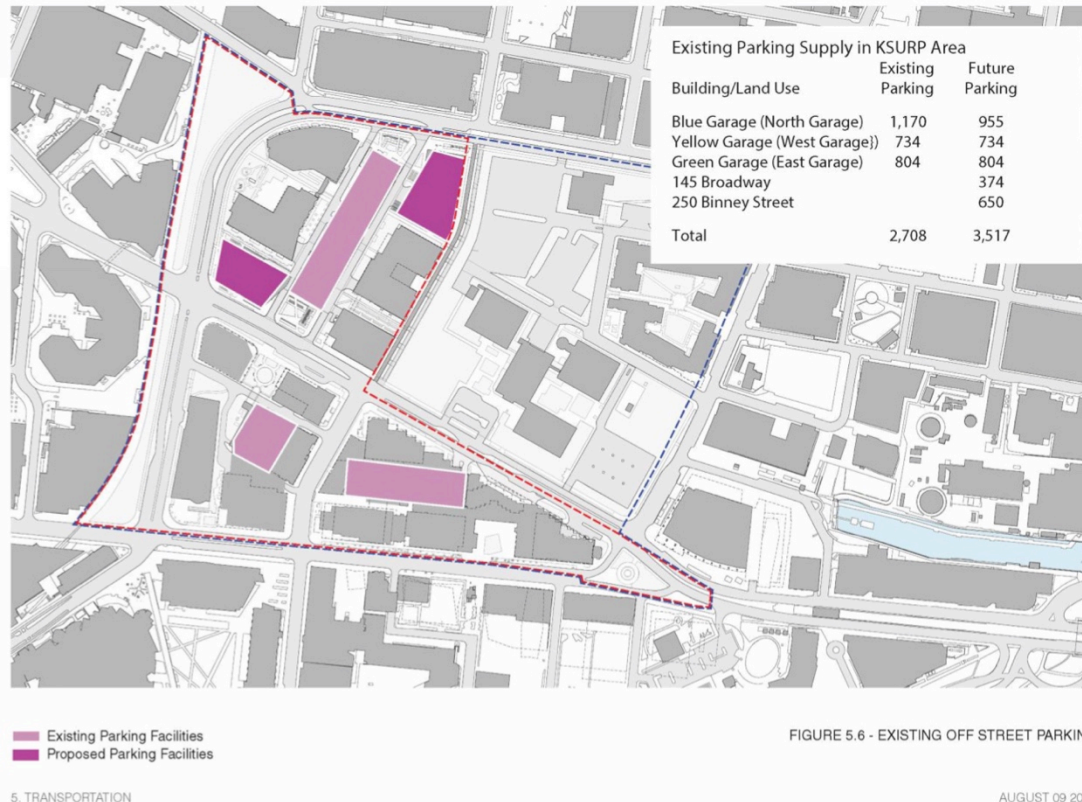 Existing Parking Supply in KSURP Area
Existing Future
Building/Land Use Parking Parking
Blue Garage (North Garage) 1,170 955
Yellow Garage (West Garage}) 734 734
Green Garage (East Garage) 804 804
145 Broadway 374
250 Binney Street 650
Total 2,708 3,517
Existing Parking Facilities
Proposed Parking Facilities
FIGURE 5.6 - EXISTING OFF STREET PARKIN
5. TRANSPORTATION
AUGUST 09 20